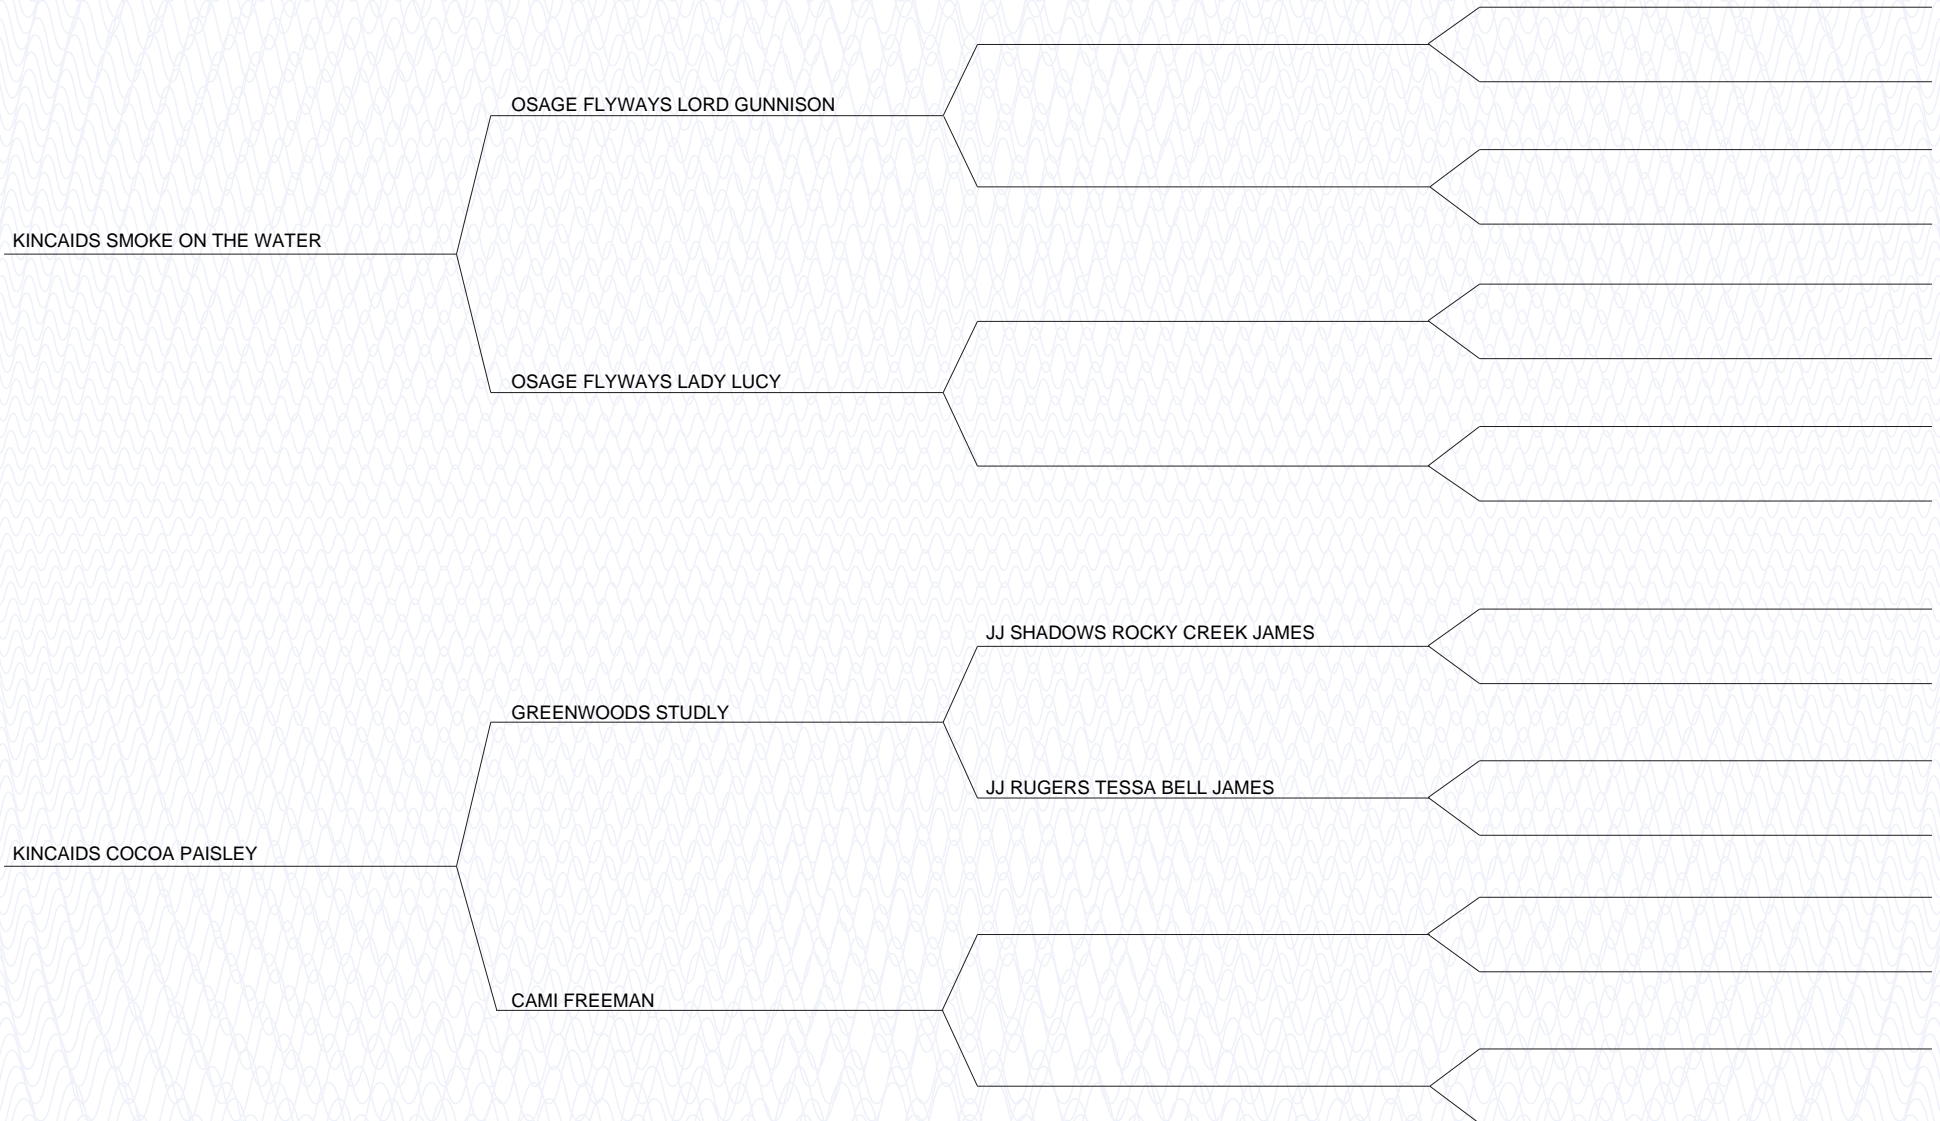 OSAGE FLYWAYS LORD GUNNISON
KINCAIDS SMOKE ON THE WATER
OSAGE FLYWAYS LADY LUCY
JJ SHADOWS ROCKY CREEK JAMES
GREENWOODS STUDLY
JJ RUGERS TESSA BELL JAMES
KINCAIDS COCOA PAISLEY
CAMI FREEMAN